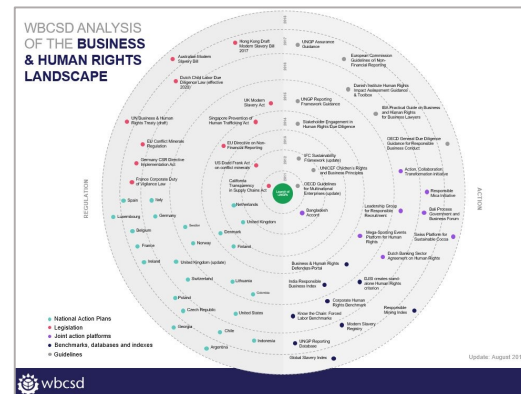 WBCSD ANALYSIS
OF THE BUSINESS
& HUMAN RIGHTS
LANDSCAPE
2018
2017
2016
2015
2014
2013
Hong Kong Draft
Modern Slavery Bill
2017
Australian Modern
Slavery Bill
Dutch Child Labor Due
Diligence Law (effective
2020)
UK Modern
Slavery Act
UN Business & Human
Rights Treaty (draft)
Singapore Prevention of
Human Trafficking Act
EU Conflict Minerals
Regulation
EU Directive on Non-
Financial Reporting
Germany CSR Directive
Implementation Act
US Dodd Frank Act
on conflict minerals
France Corporate Duty
of Vigilance Law
California
Transparency
in Supply Chains Act
UNGP Assurance
Guidance
European Commission
Guidelines on Non-
Financial Reporting
Danish Institute Human Rights
Impact Assessment Guidance
& Toolbox
UNGP Reporting
Framework Guidance
IBA Practical Guide on Business
and Human Rights
for Business Lawyers
Stakeholder Engagement in
Human Rights Due Diligence
OECD General Due Diligence
Guidance for Responsible
Business Conduct
IFC Sustainability
Framework (update)
UNICEF Children's Rights
and Business Principles
Action, Collaboration
Transformation initiative
OECD Guidelines
for Multinational
Enterprises (update)
Responsible
Mica Initiative
Leadership Group
for Responsible
Recruitment
Bali Process
Government and
Business Forum
Bangladesh
Accord
Mega-Sporting Events
Platform for Human
Rights
Swiss Platform for
Sustainable Cocoa
Dutch Banking Sector
Agreement on Human Rights
REGULATION
ACTION
Spain
Italy
Netherlands
Luxembourg
Germany
United Kingdom
Belgium
Sweden
Denmark
France
Norway
Finland
Ireland
United Kingdom (update)
Switzerland
Lithuania
Colombia
Poland
Czech Republic
United States
Georgia
Chile
Indonesia
Argentina
Business & Human Rights
Defenders Portal
India Responsible
Business Index
DJSI creates stand-
alone Human Rights
criterion
Corporate Human
Rights Benchmark
Know the Chain: Forced
Labor Benchmarks
Responsible
Mining Index
Modern Slavery
Registry
UNGP Reporting
Database
Global Slavery Index
National Action Plans
Legislation
Joint action platforms
Benchmarks, databases and indexes
Guidelines
Update: August 201
wbcsd